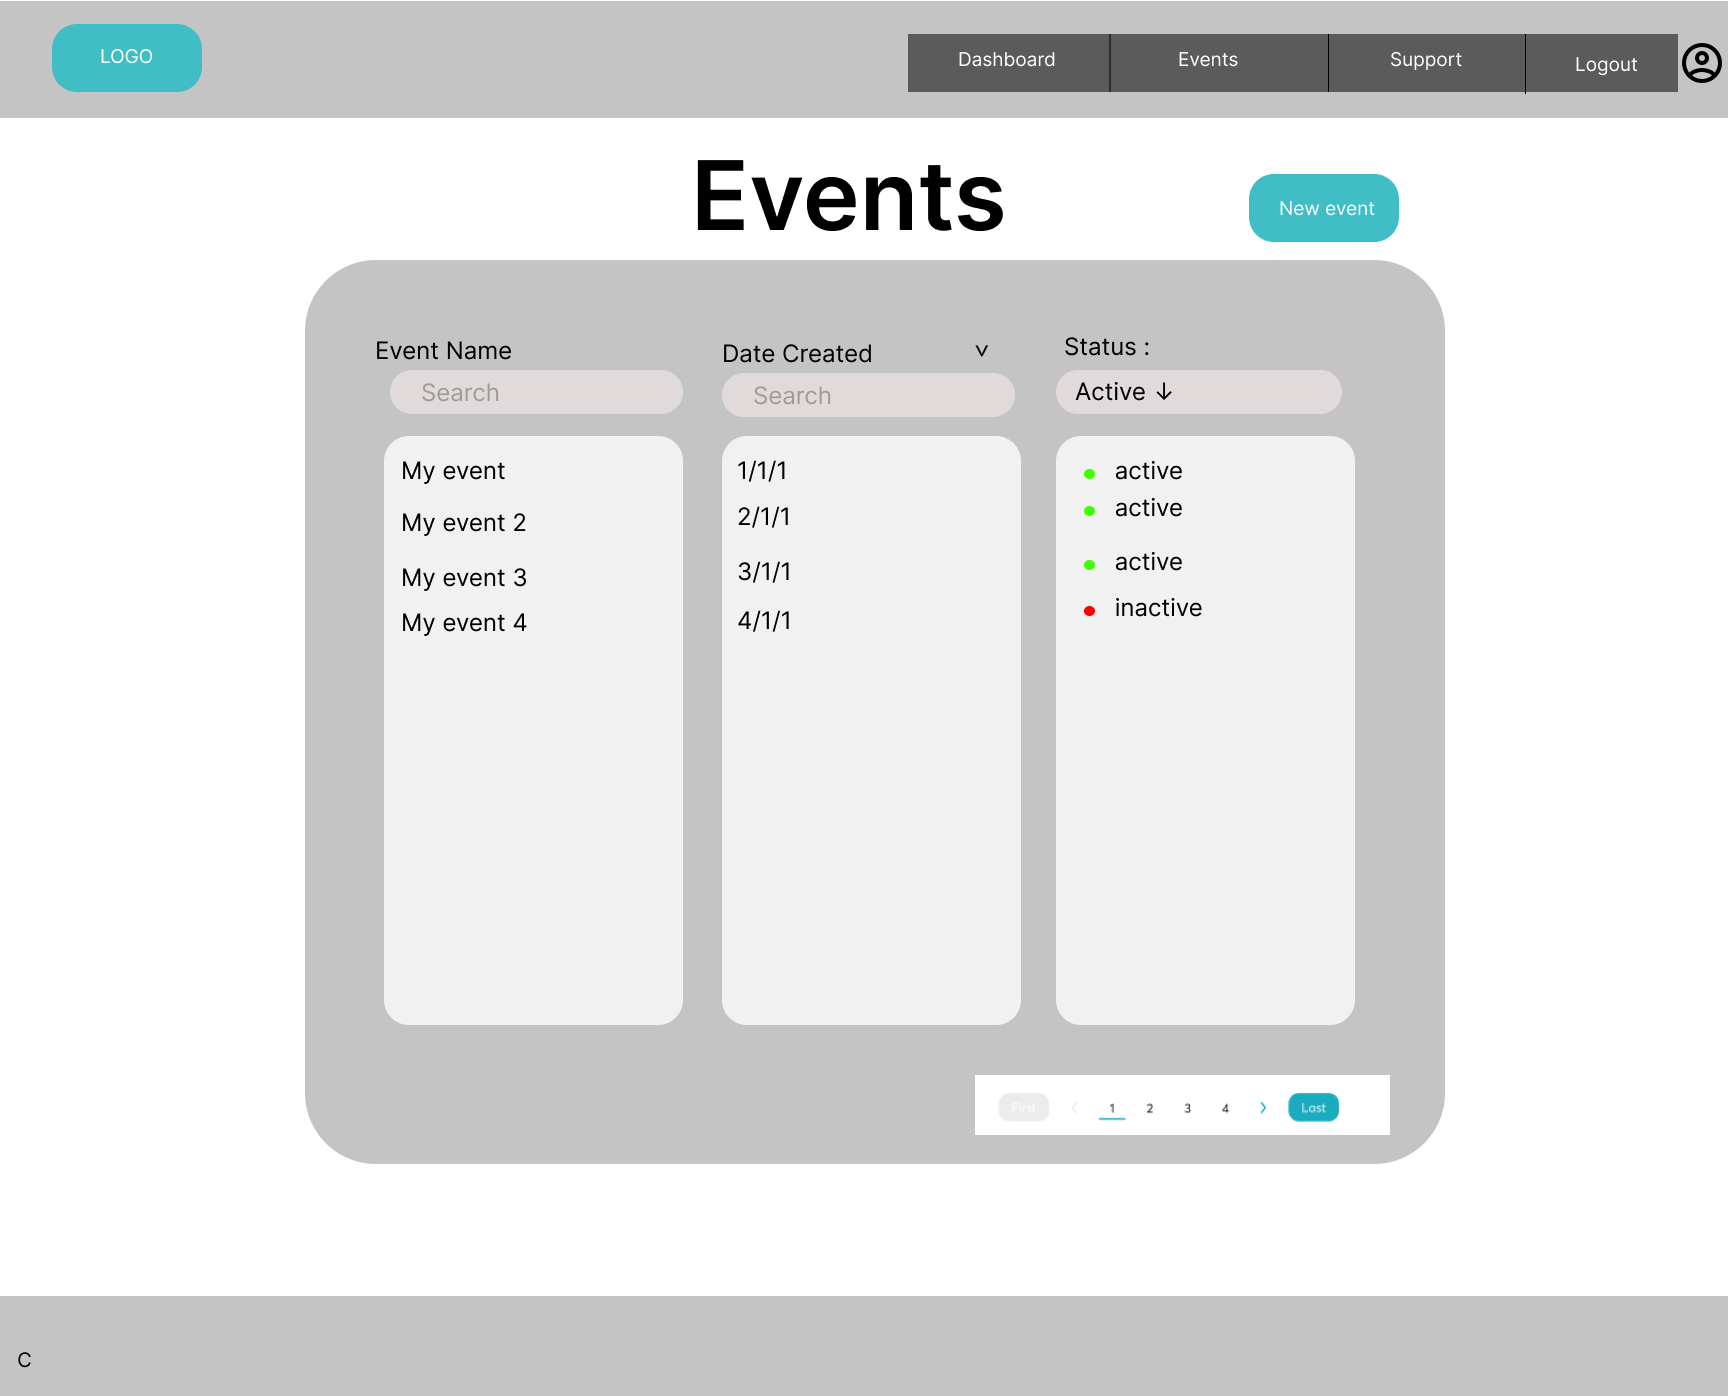 LOGO
Dashboard
Events
Support
Logout
Events
New event
Event Name
Date Created
v
Status :
Search
Search
Active ↓
My event
1/1/1
active
My event 2
2/1/1
active
My event 3
3/1/1
active
My event 4
4/1/1
inactive
First
‹
1
2
3
4
›
Last
C